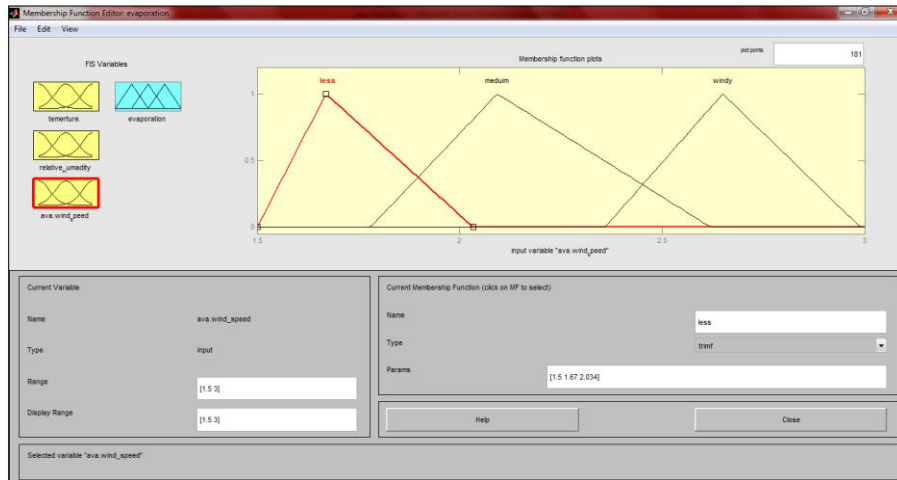 Membership Function Editor: evaporation
File Edit View
FIS Variables
Membership function plots
plot points
181
less
meduim
windy
temerture.
evaporation
relative_Humadity
ava.wind_speed
1
0.5
0
1.5 2 2.5 3
input variable "ava.wind_speed"
Current Variable
Name ava.wind_speed
Type input
Range [1.5 3]
Display Range [1.5 3]
Current Membership Function (click on MF to select)
Name less
Type trimf
Params [1.5 1.67 2.034]
Help Close
Selected variable "ava.wind_speed"